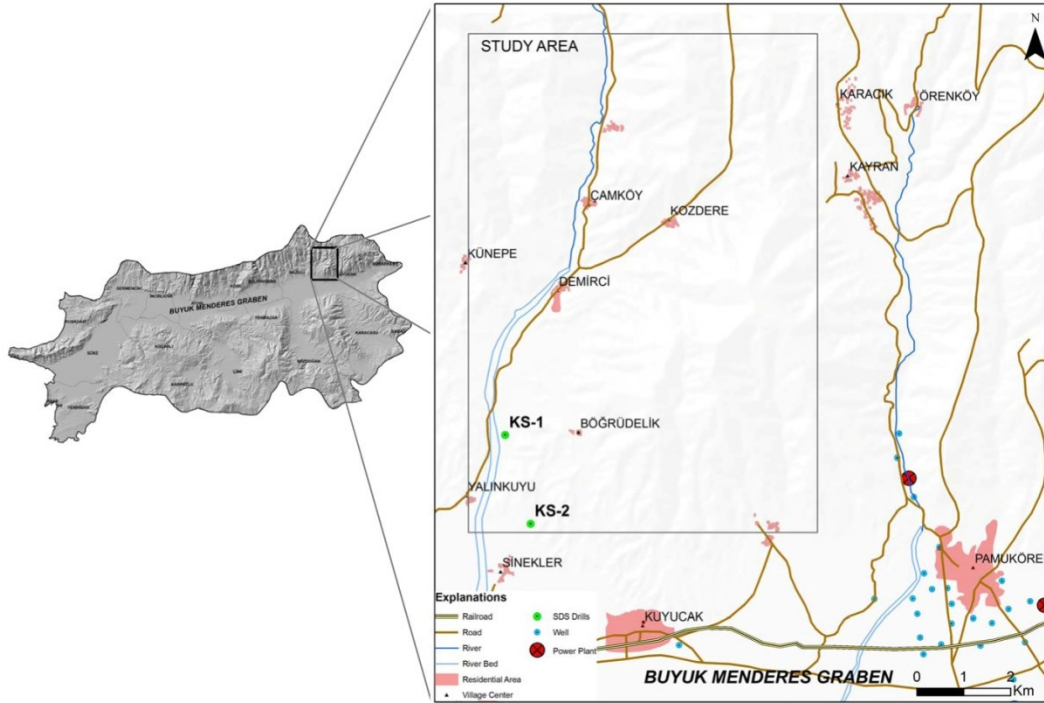 N
STUDY AREA
KARACIK
ÖRENKÖY
KAYRAN
ÇAMKÖY
KOZDERE
KÜNEPE
DEMİRCİ
BUYUK MENDERES GRABEN
KS-1
BÖĞRÜDELİK
YALINKUYU
KS-2
SİNEKLER
PAMUKÖREN
KUYUCAK
Explanations
Railroad
Road
River
River Bed
Residential Area
Village Center
SDS Drills
Well
Power Plant
BUYUK MENDERES GRABEN
0 1 2
Km